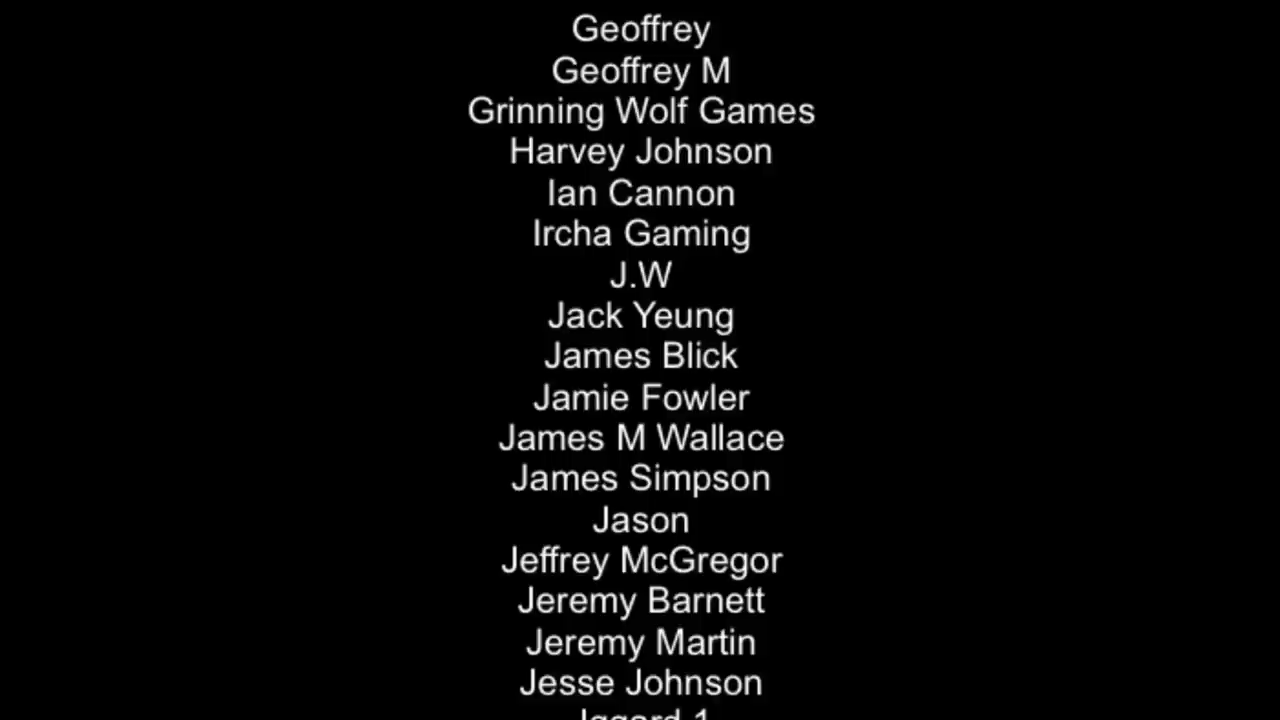 Geoffrey
Geoffrey M
Grinning Wolf Games
Harvey Johnson
Ian Cannon
Ircha Gaming
J.W
Jack Yeung
James Blick
Jamie Fowler
James M Wallace
James Simpson
Jason
Jeffrey McGregor
Jeremy Barnett
Jeremy Martin
Jesse Johnson